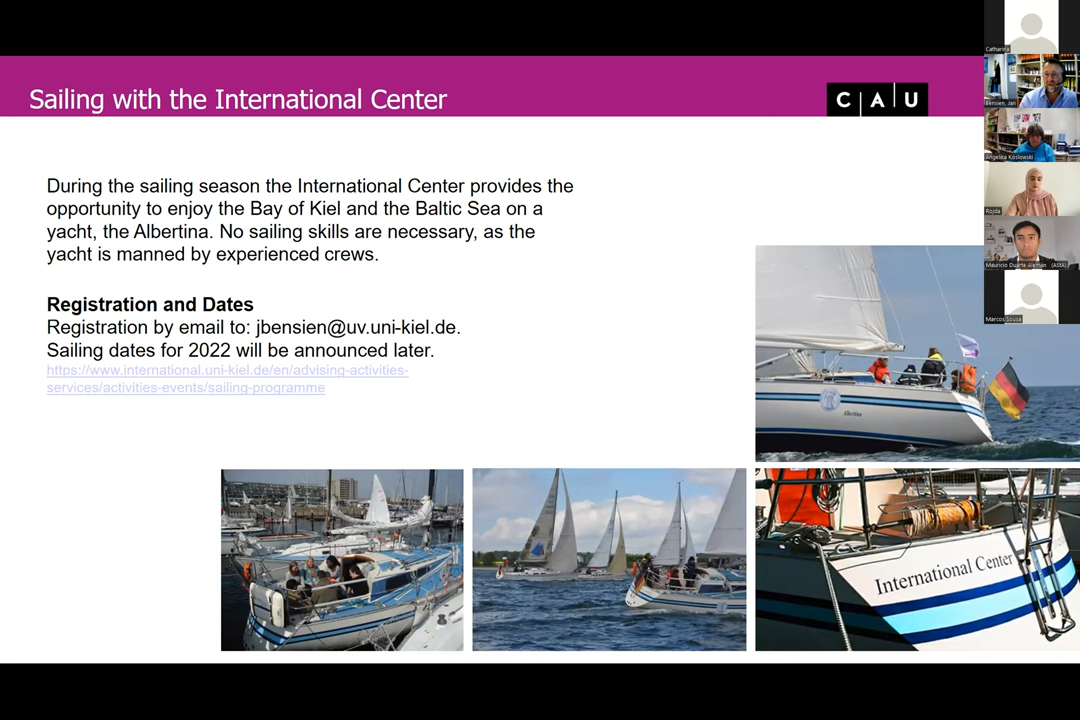 Sailing with the International Center
C A U
During the sailing season the International Center provides the
opportunity to enjoy the Bay of Kiel and the Baltic Sea on a
yacht, the Albertina. No sailing skills are necessary, as the
yacht is manned by experienced crews.
Registration and Dates
Registration by email to: jbensien@uv.uni-kiel.de.
Sailing dates for 2022 will be announced later.
https://www.international.uni-kiel.de/en/advising-activities-
services/activities-events/sailing-programme
Albertina
International Center
Catharina
Bensien, Jan
Angelika Koslowski
Rojda
Mauricio Duarte Alemán (AStA)
Marcos Sousa